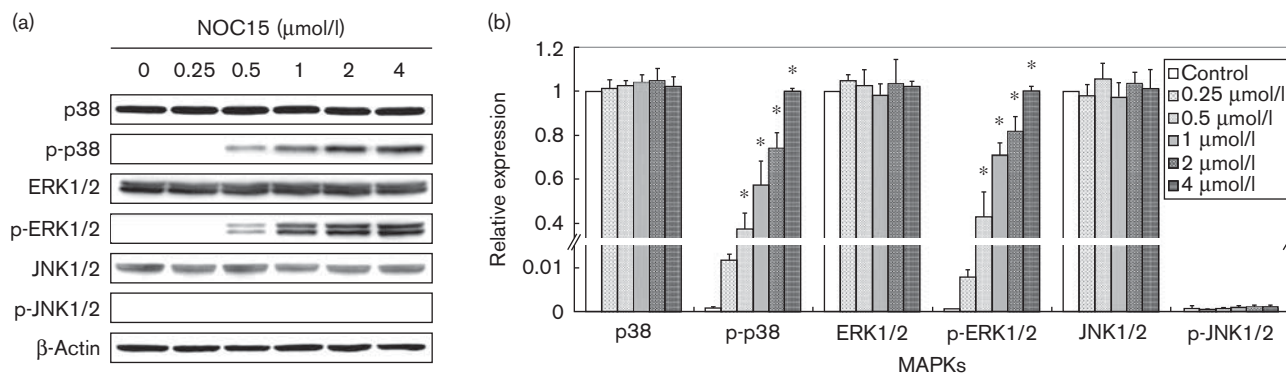 (a)
NOC15 (μmol/l)
0 0.25 0.5 1 2 4
p38
p-p38
ERK1/2
p-ERK1/2
JNK1/2
p-JNK1/2
β-Actin
(b)
Relative expression
1.2
1
0.8
0.6
0.4
0.01
0
* * * *
* * * *
p38 p-p38 ERK1/2 p-ERK1/2 JNK1/2 p-JNK1/2
MAPKs
Control
0.25 μmol/l
0.5 μmol/l
1 μmol/l
2 μmol/l
4 μmol/l